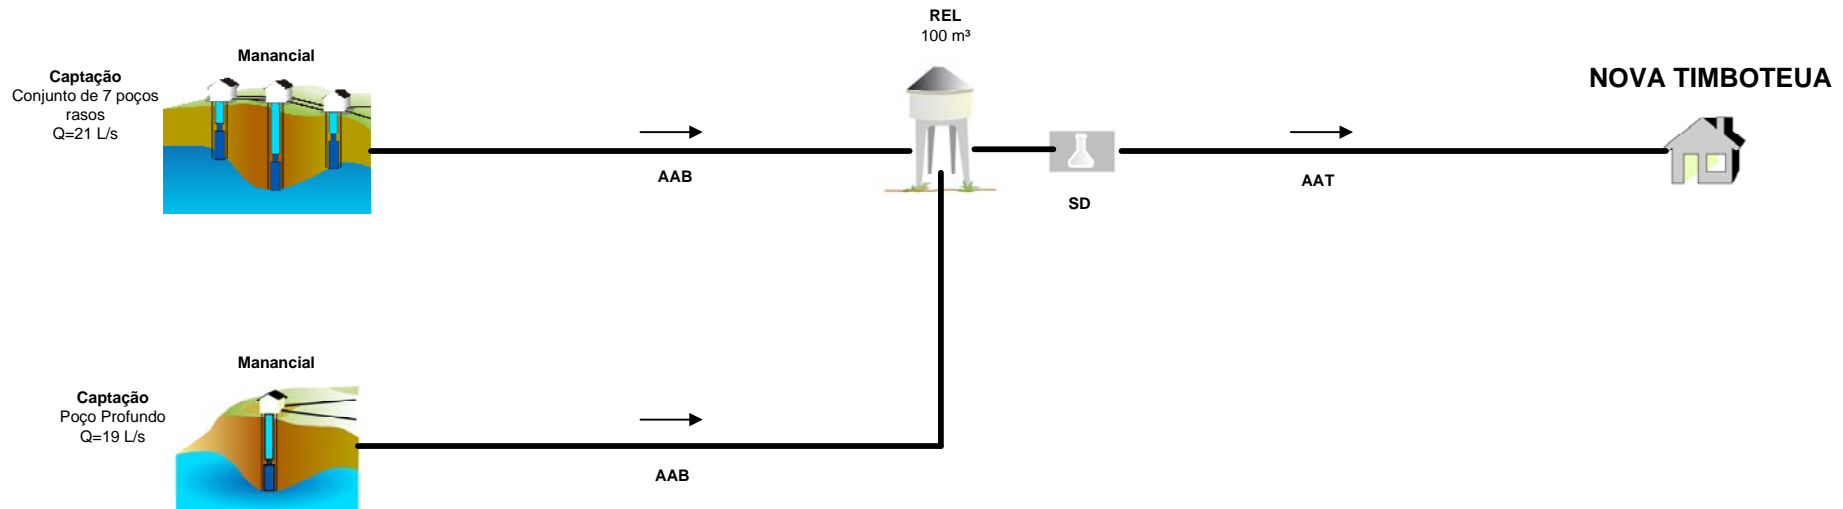 REL
100 m³
Manancial
Captação
Conjunto de 7 poços
rasos
Q=21 L/s
NOVA TIMBOTEUA
AAB
SD
AAT
Manancial
Captação
Poço Profundo
Q=19 L/s
AAB